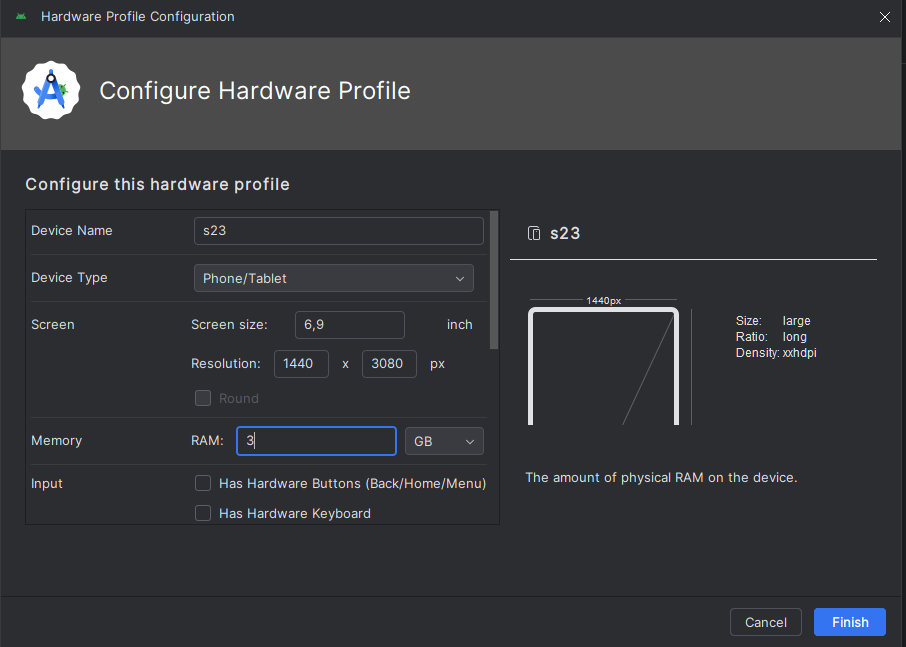 Hardware Profile Configuration
Configure Hardware Profile
Configure this hardware profile
Device Name s23
Device Type Phone/Tablet
Screen Screen size: 6,9 inch
Resolution: 1440 x 3080 px
Round
Memory RAM: 3 GB
Input Has Hardware Buttons (Back/Home/Menu)
Has Hardware Keyboard
s23
1440px
Size: large
Ratio: long
Density: xxhdpi
The amount of physical RAM on the device.
Cancel Finish